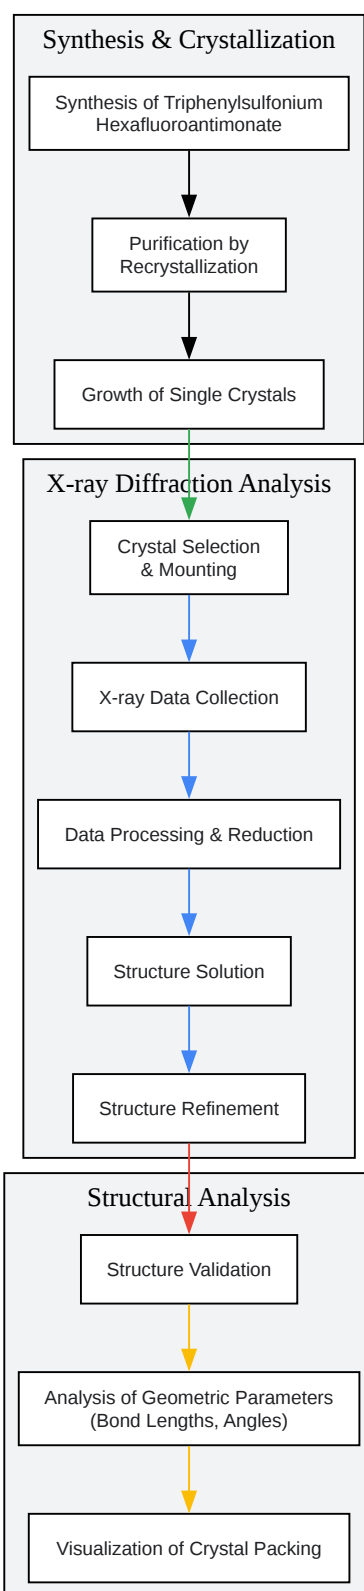 Synthesis & Crystallization
Synthesis of Triphenylsulfonium
Hexafluoroantimonate
Purification by
Recrystallization
Growth of Single Crystals
X-ray Diffraction Analysis
Crystal Selection
& Mounting
X-ray Data Collection
Data Processing & Reduction
Structure Solution
Structure Refinement
Structural Analysis
Structure Validation
Analysis of Geometric Parameters
(Bond Lengths, Angles)
Visualization of Crystal Packing